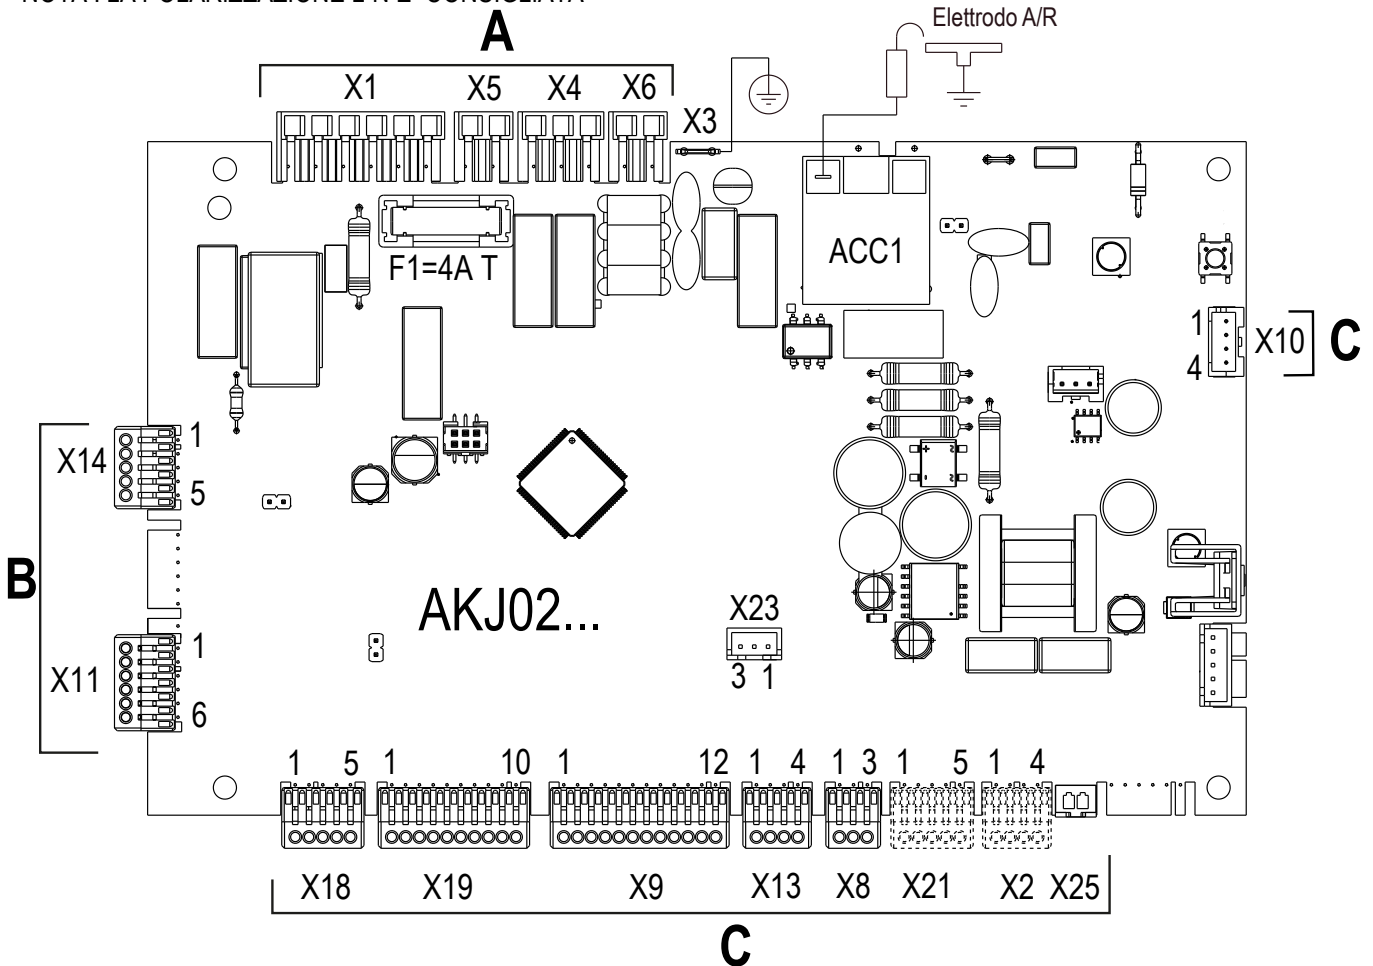 Elettrodo A/R
A
X1 X5 X4 X6
X3
ACC1
F1=4A T
1
X10 C
4
1
X14
5
B
AKJ02...
X23
3 1
1
X11
6
1 5 1 10 1 12 1 4 1 3 1 5 1 4
X18 X19 X9 X13 X8 X21 X2 X25
C